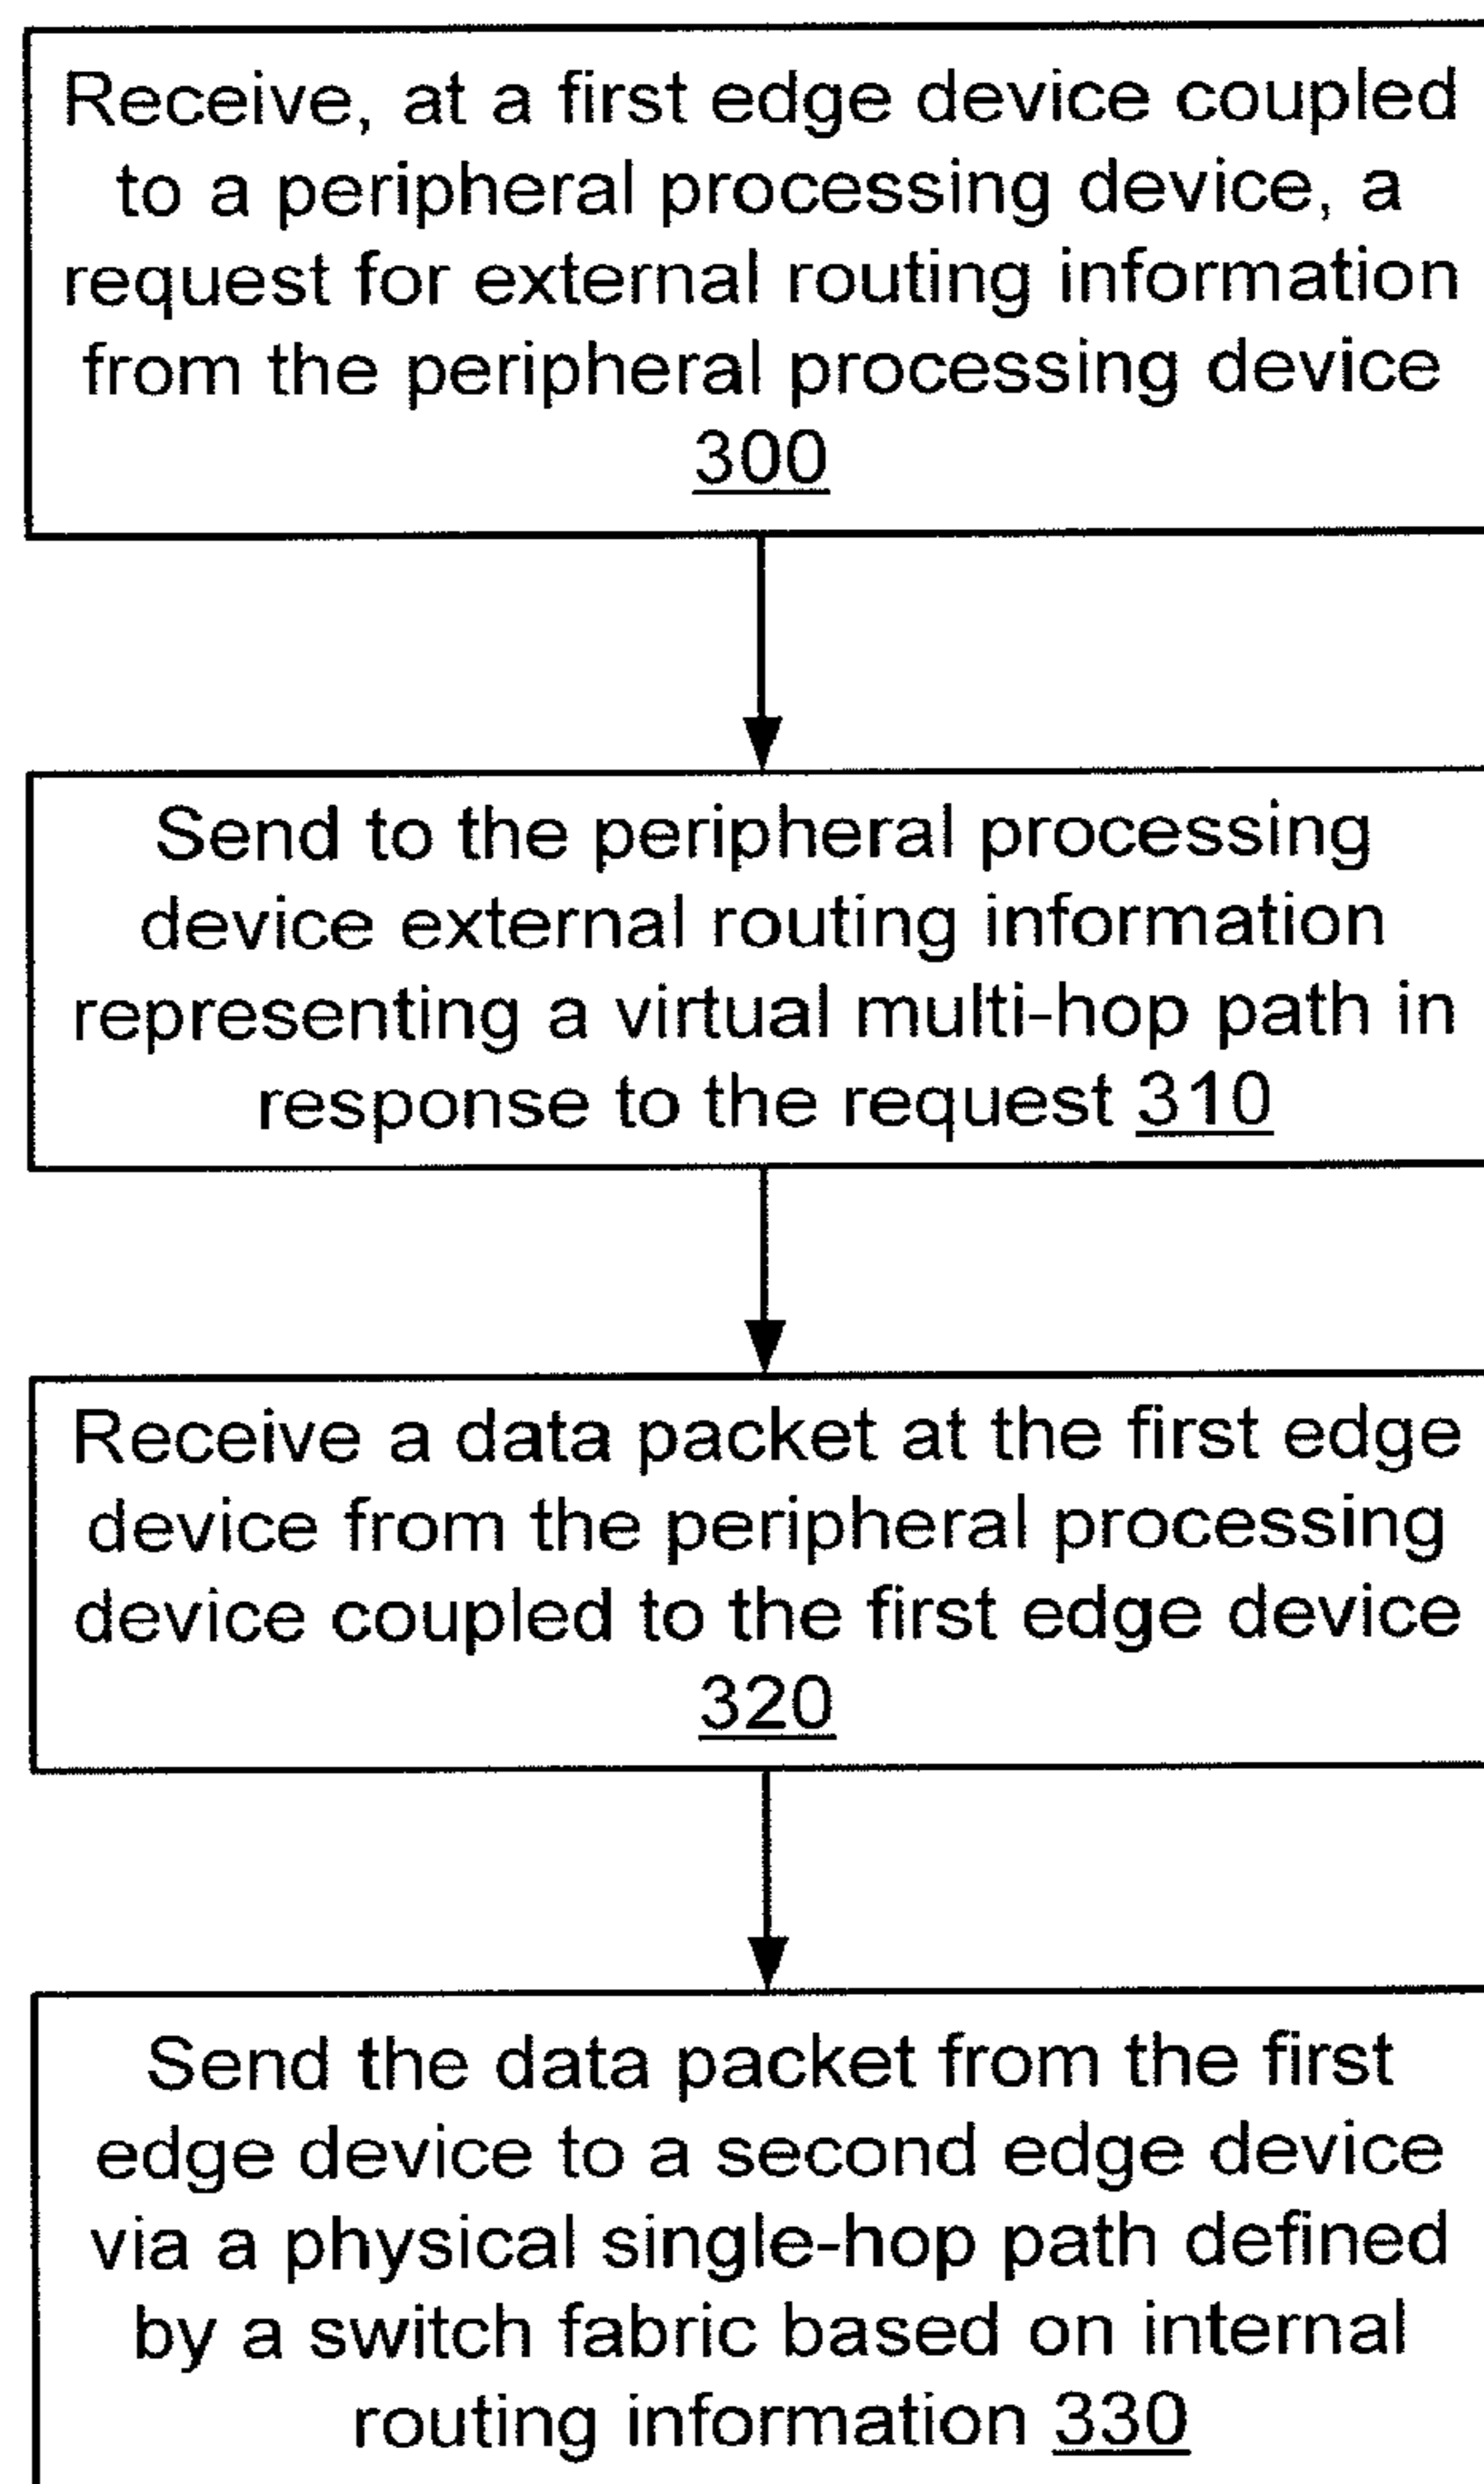 Receive, at a first edge device coupled
to a peripheral processing device, a
request for external routing information
from the peripheral processing device
300
Send to the peripheral processing
device external routing information
representing a virtual multi-hop path in
response to the request 310
Receive a data packet at the first edge
device from the peripheral processing
device coupled to the first edge device
320
Send the data packet from the first
edge device to a second edge device
via a physical single-hop path defined
by a switch fabric based on internal
routing information 330